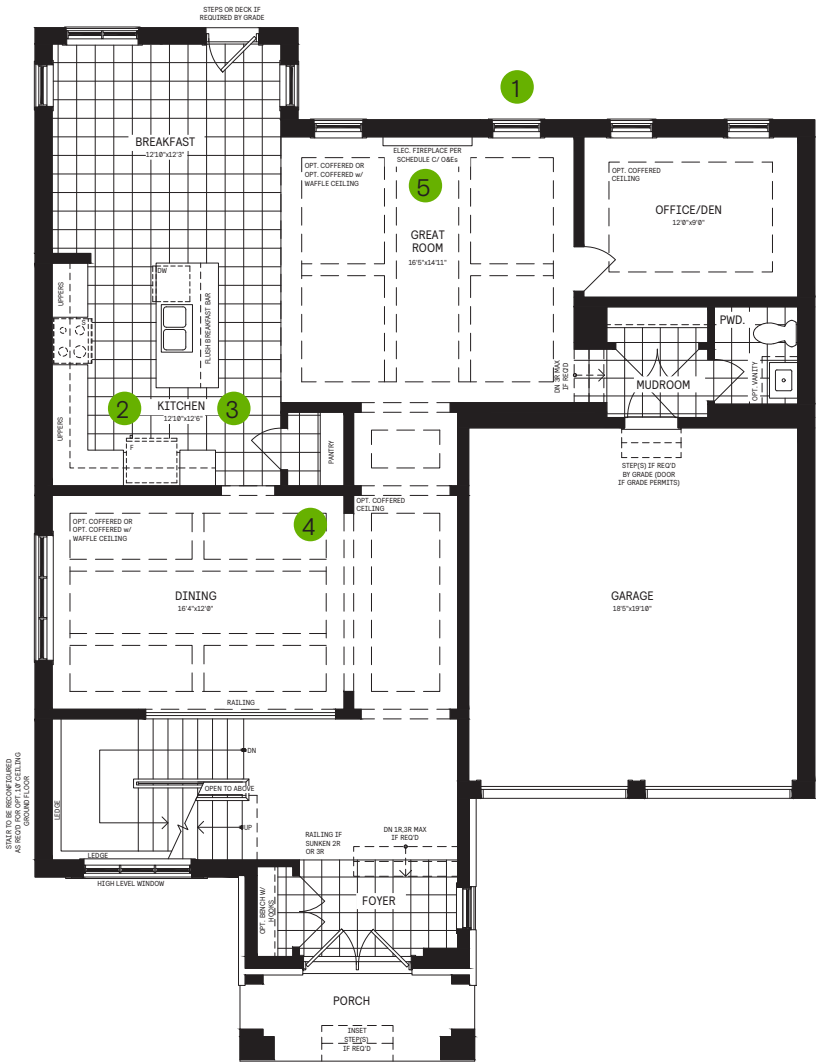 STEPS OR DECK IF
REQUIRED BY GRADE
1
BREAKFAST
12'10"x12'3"
ELEC. FIREPLACE PER
SCHEDULE C/ O&Es
OPT. COFFERED OR
OPT. COFFERED w/
WAFFLE CEILING
5
GREAT
ROOM
16'5"x14'11"
OPT. COFFERED
CEILING
OFFICE/DEN
12'0"x9'0"
DW
UPPERS
FLUSH BREAKFAST BAR
UPPERS
2
KITCHEN
12'10"x12'6"
3
F
PANTRY
DN 3R MAX
IF REQ'D
MUDROOM
PWD.
OPT. VANITY
STEP(S) IF REQ'D
BY GRADE (DOOR
IF GRADE PERMITS)
OPT. COFFERED OR
OPT. COFFERED w/
WAFFLE CEILING
4
OPT. COFFERED
CEILING
DINING
16'4"x12'0"
GARAGE
18'5"x19'10"
RAILING
DN
OPEN TO ABOVE
UP
LEDGE
LEDGE
STAIR TO BE RECONFIGURED
AS REQ'D FOR OPT. 10' CEILING
GROUND FLOOR
HIGH LEVEL WINDOW
RAILING IF
SUNKEN 2R
OR 3R
DN 1R,3R MAX
IF REQ'D
OPT. BENCH W/
HOOKS
FOYER
PORCH
INSET
STEP(S)
IF REQ'D